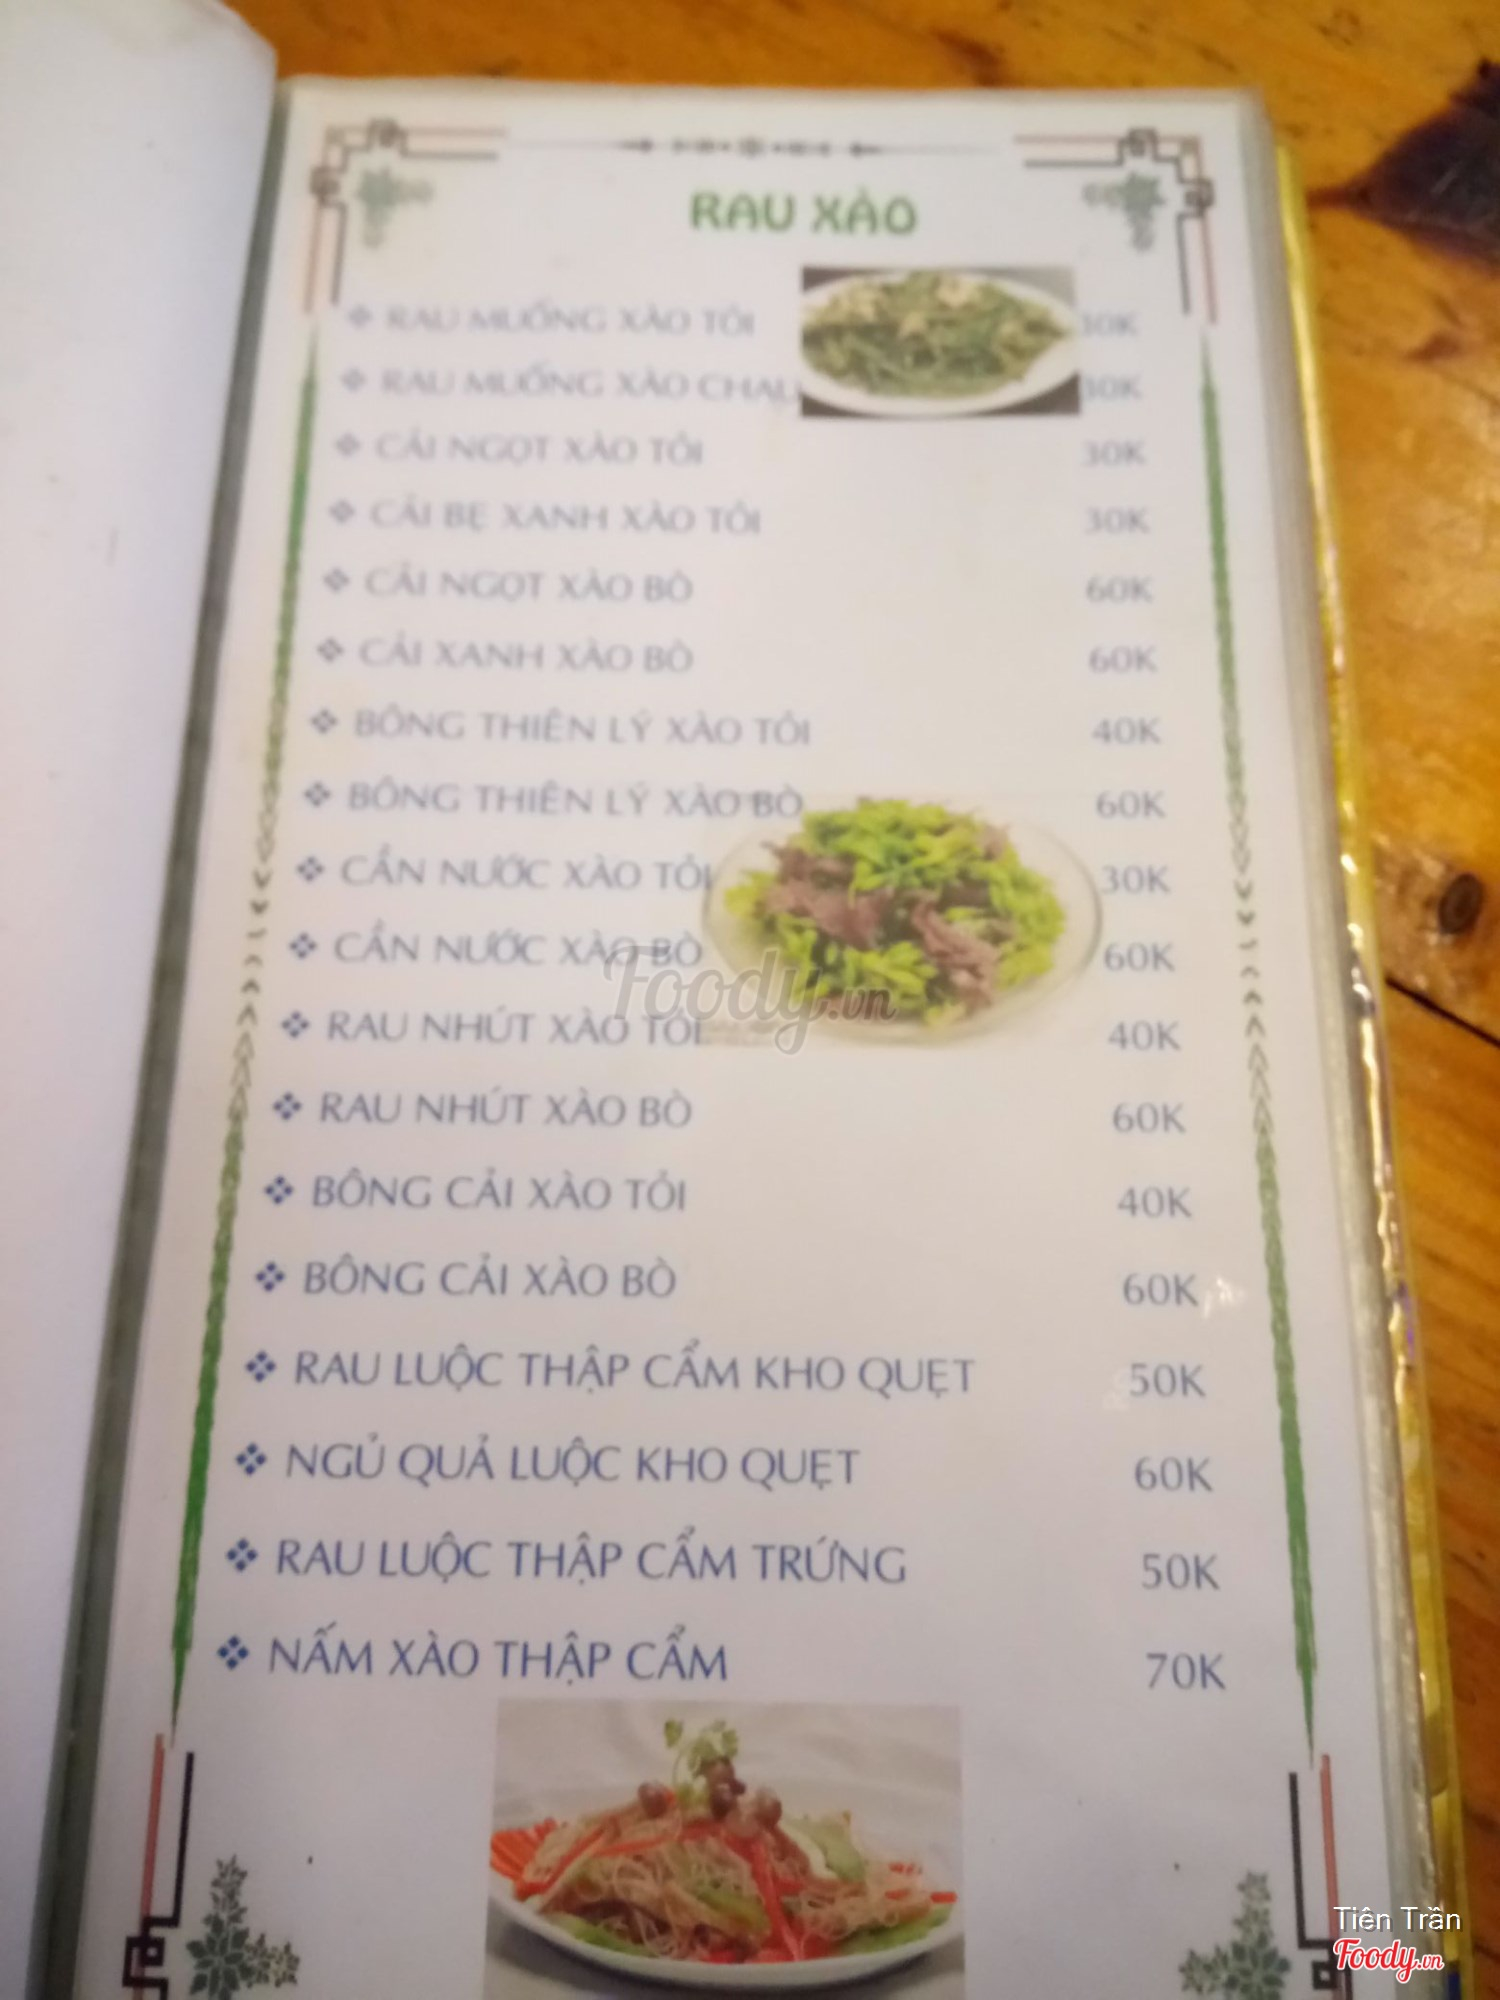 RAU XÀO
RAU MUỐNG XÀO TỎI 30K
RAU MUỐNG XÀO CHAO 30K
CẢI NGỌT XÀO TỎI 30K
CẢI BẸ XANH XÀO TỎI 30K
CẢI NGỌT XÀO BÒ 60K
CẢI XANH XÀO BÒ 60K
BÔNG THIÊN LÝ XÀO TỎI 40K
BÔNG THIÊN LÝ XÀO BÒ 60K
CẦN NƯỚC XÀO TỎI 30K
CẦN NƯỚC XÀO BÒ 60K
RAU NHÚT XÀO TỎI 40K
RAU NHÚT XÀO BÒ 60K
BÔNG CẢI XÀO TỎI 40K
BÔNG CẢI XÀO BÒ 60K
RAU LUỘC THẬP CẨM KHO QUẸT 50K
NGỦ QUẢ LUỘC KHO QUẸT 60K
RAU LUỘC THẬP CẨM TRỨNG 50K
NẤM XÀO THẬP CẨM 70K
Foody.vn
Tiên Trần
Foody.vn